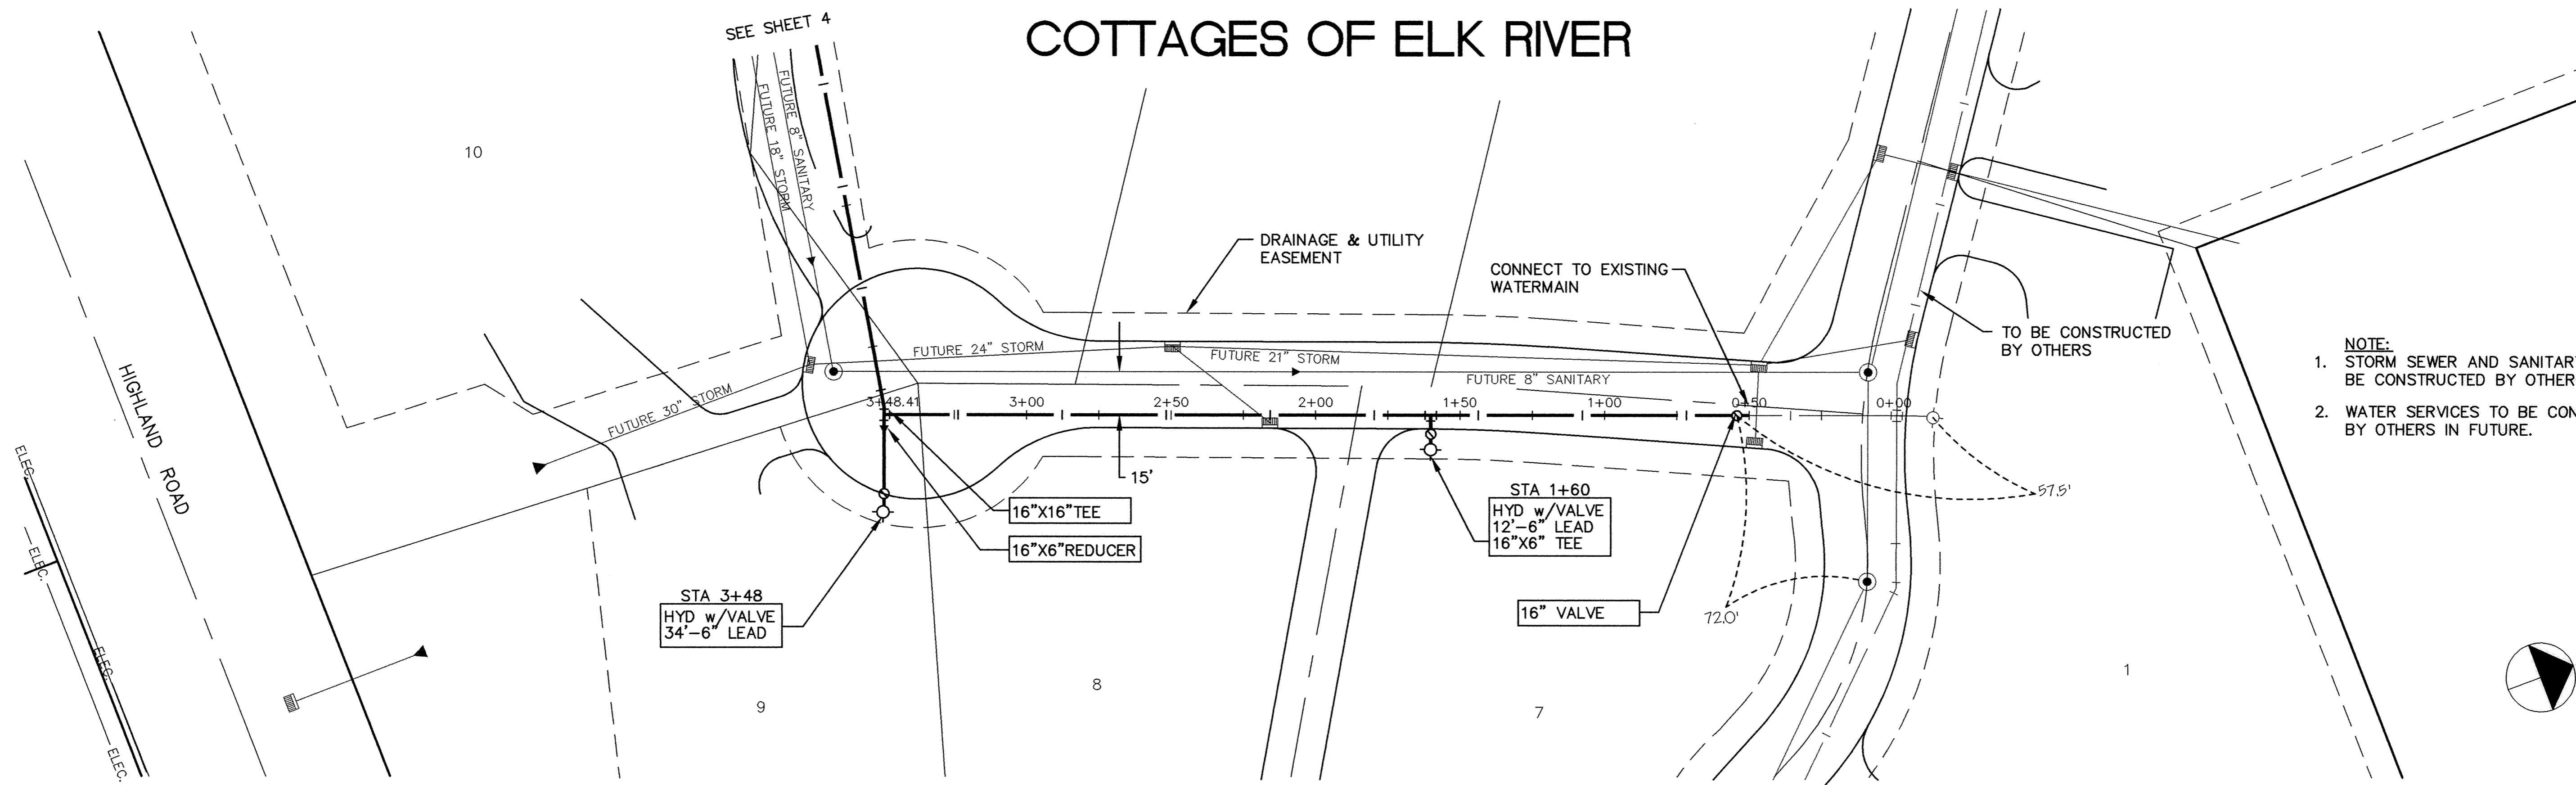 COTTAGES OF ELK RIVER
SEE SHEET 4
FUTURE 8" SANITARY
FUTURE 18" STORM
10
DRAINAGE & UTILITY
EASEMENT
CONNECT TO EXISTING
WATERMAIN
TO BE CONSTRUCTED
BY OTHERS
NOTE:
1. STORM SEWER AND SANITAR
BE CONSTRUCTED BY OTHER
2. WATER SERVICES TO BE CON
BY OTHERS IN FUTURE.
FUTURE 24" STORM
FUTURE 21" STORM
FUTURE 8" SANITARY
FUTURE 30" STORM
3+48.41
3+00
2+50
2+00
1+50
1+00
0+50
0+00
HIGHLAND ROAD
ELEC.
ELEC.
ELEC.
ELEC.
15'
16"X16"TEE
16"X6"REDUCER
STA 3+48
HYD w/VALVE
34'-6" LEAD
STA 1+60
HYD w/VALVE
12'-6" LEAD
16"X6" TEE
16" VALVE
57.5'
72.0'
9
8
7
1